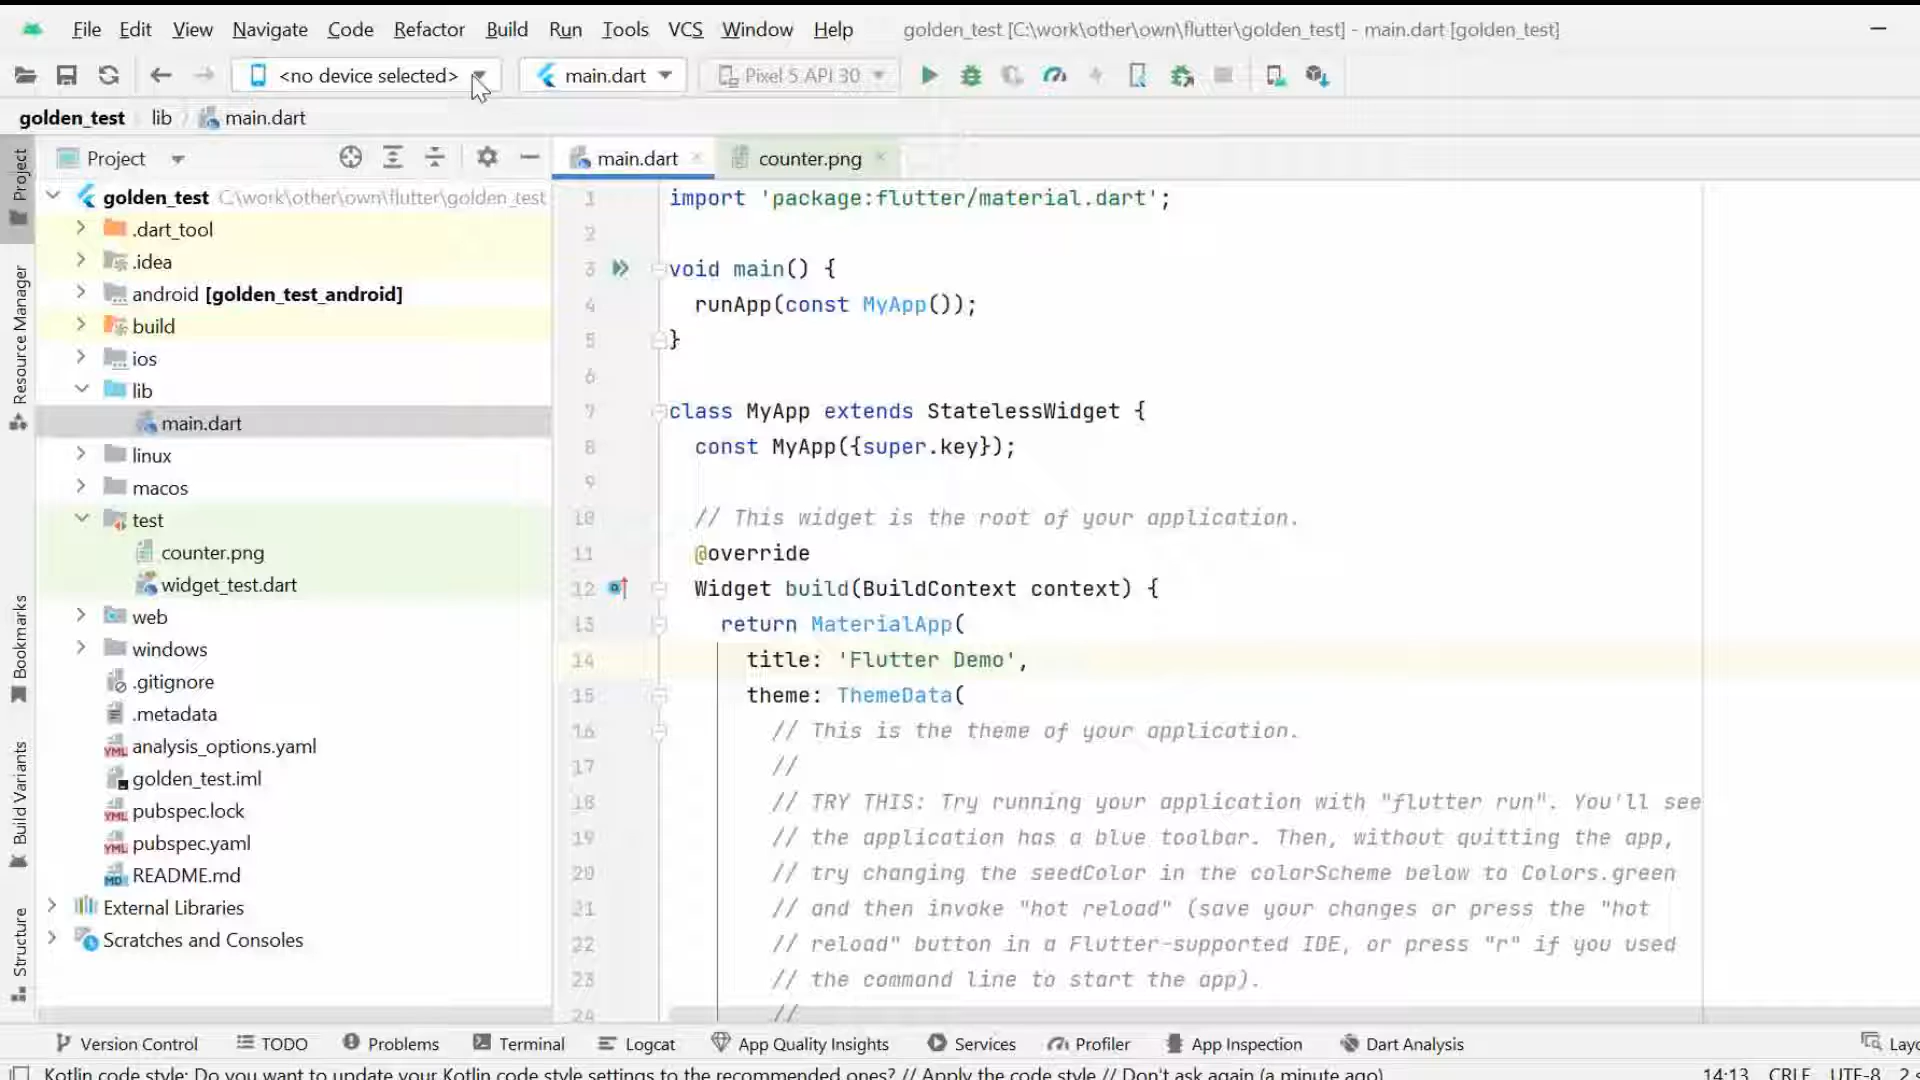 File Edit View Navigate Code Refactor Build Run Tools VCS Window Help golden_test [C:\work\other\own\flutter\golden_test] - main.dart [golden_test]
<no device selected> main.dart Pixel 5 API 30
golden_test lib main.dart
Project
main.dart
counter.png
Project
Resource Manager
Bookmarks
Build Variants
Structure
golden_test C:\work\other\own\flutter\golden_test
.dart_tool
.idea
android [golden_test_android]
build
ios
lib
main.dart
linux
macos
test
counter.png
widget_test.dart
web
windows
.gitignore
.metadata
analysis_options.yaml
golden_test.iml
pubspec.lock
pubspec.yaml
README.md
External Libraries
Scratches and Consoles
1 import 'package:flutter/material.dart';
2
3 void main() {
4 runApp(const MyApp());
5 }
6
7 class MyApp extends StatelessWidget {
8 const MyApp({super.key});
9
10 // This widget is the root of your application.
11 @override
12 Widget build(BuildContext context) {
13 return MaterialApp(
14 title: 'Flutter Demo',
15 theme: ThemeData(
16 // This is the theme of your application.
17 //
18 // TRY THIS: Try running your application with "flutter run". You'll see
19 // the application has a blue toolbar. Then, without quitting the app,
20 // try changing the seedColor in the colorScheme below to Colors.green
21 // and then invoke "hot reload" (save your changes or press the "hot
22 // reload" button in a Flutter-supported IDE, or press "r" if you used
23 // the command line to start the app).
24 //
Version Control TODO Problems Terminal Logcat App Quality Insights Services Profiler App Inspection Dart Analysis
Kotlin code style: Do you want to update your Kotlin code style settings to the recommended ones? // Apply the code style // Don't ask again (a minute ago) 14:13 CRLF UTF-8